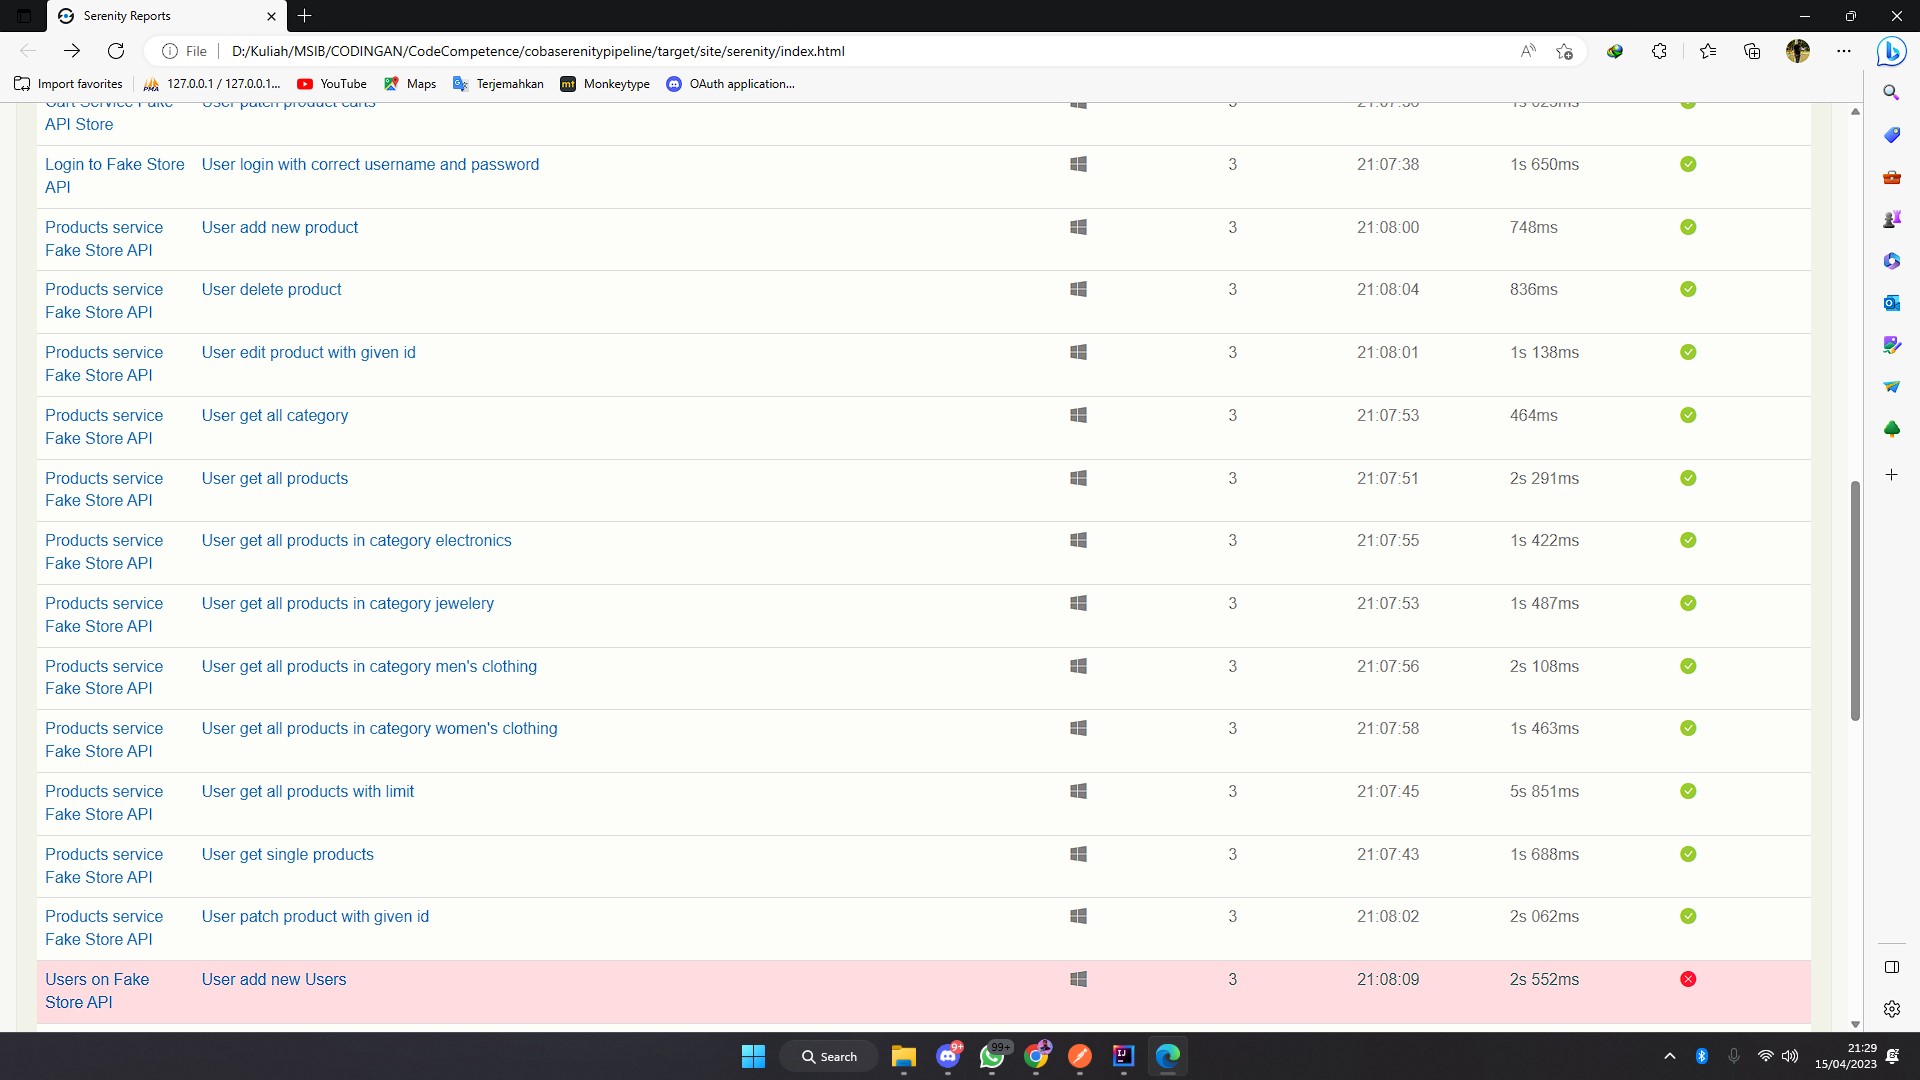 Serenity Reports
File
D:/Kuliah/MSIB/CODINGAN/CodeCompetence/cobaserenitypipeline/target/site/serenity/index.html
Import favorites
127.0.0.1 / 127.0.0.1...
YouTube
Maps
Terjemahkan
Monkeytype
OAuth application...
Cart Service Fake User patch product carts 3
API Store
Login to Fake Store User login with correct username and password 3 21:07:38 1s 650ms
API
Products service User add new product 3 21:08:00 748ms
Fake Store API
Products service User delete product 3 21:08:04 836ms
Fake Store API
Products service User edit product with given id 3 21:08:01 1s 138ms
Fake Store API
Products service User get all category 3 21:07:53 464ms
Fake Store API
Products service User get all products 3 21:07:51 2s 291ms
Fake Store API
Products service User get all products in category electronics 3 21:07:55 1s 422ms
Fake Store API
Products service User get all products in category jewelery 3 21:07:53 1s 487ms
Fake Store API
Products service User get all products in category men's clothing 3 21:07:56 2s 108ms
Fake Store API
Products service User get all products in category women's clothing 3 21:07:58 1s 463ms
Fake Store API
Products service User get all products with limit 3 21:07:45 5s 851ms
Fake Store API
Products service User get single products 3 21:07:43 1s 688ms
Fake Store API
Products service User patch product with given id 3 21:08:02 2s 062ms
Fake Store API
Users on Fake User add new Users 3 21:08:09 2s 552ms
Store API
Search
9+
99+
21:29
15/04/2023